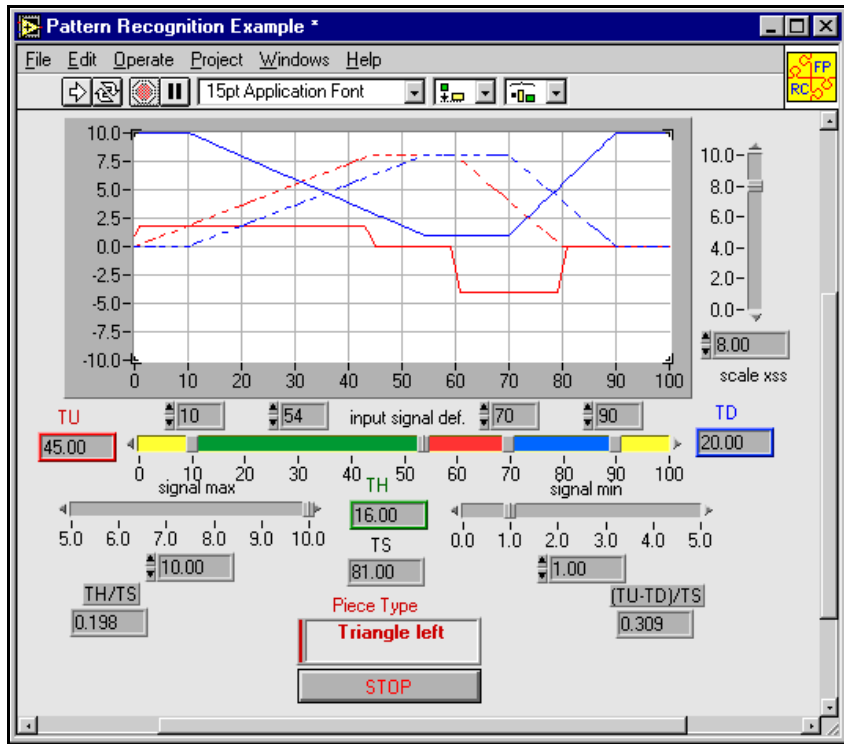 Pattern Recognition Example *
File Edit Operate Project Windows Help
15pt Application Font
FP
RC
10.0
7.5
5.0
2.5
0.0
-2.5
-5.0
-7.5
-10.0
0 10 20 30 40 50 60 70 80 90 100
10.0
8.0
6.0
4.0
2.0
0.0
8.00
scale xss
TU 10 54 input signal def. 70 90 TD
45.00 20.00
0 10 20 30 40 50 60 70 80 90 100
signal max TH signal min
16.00
5.0 6.0 7.0 8.0 9.0 10.0 TS 0.0 1.0 2.0 3.0 4.0 5.0
10.00 81.00 1.00
TH/TS (TU-TD)/TS
0.198 Piece Type 0.309
Triangle left
STOP